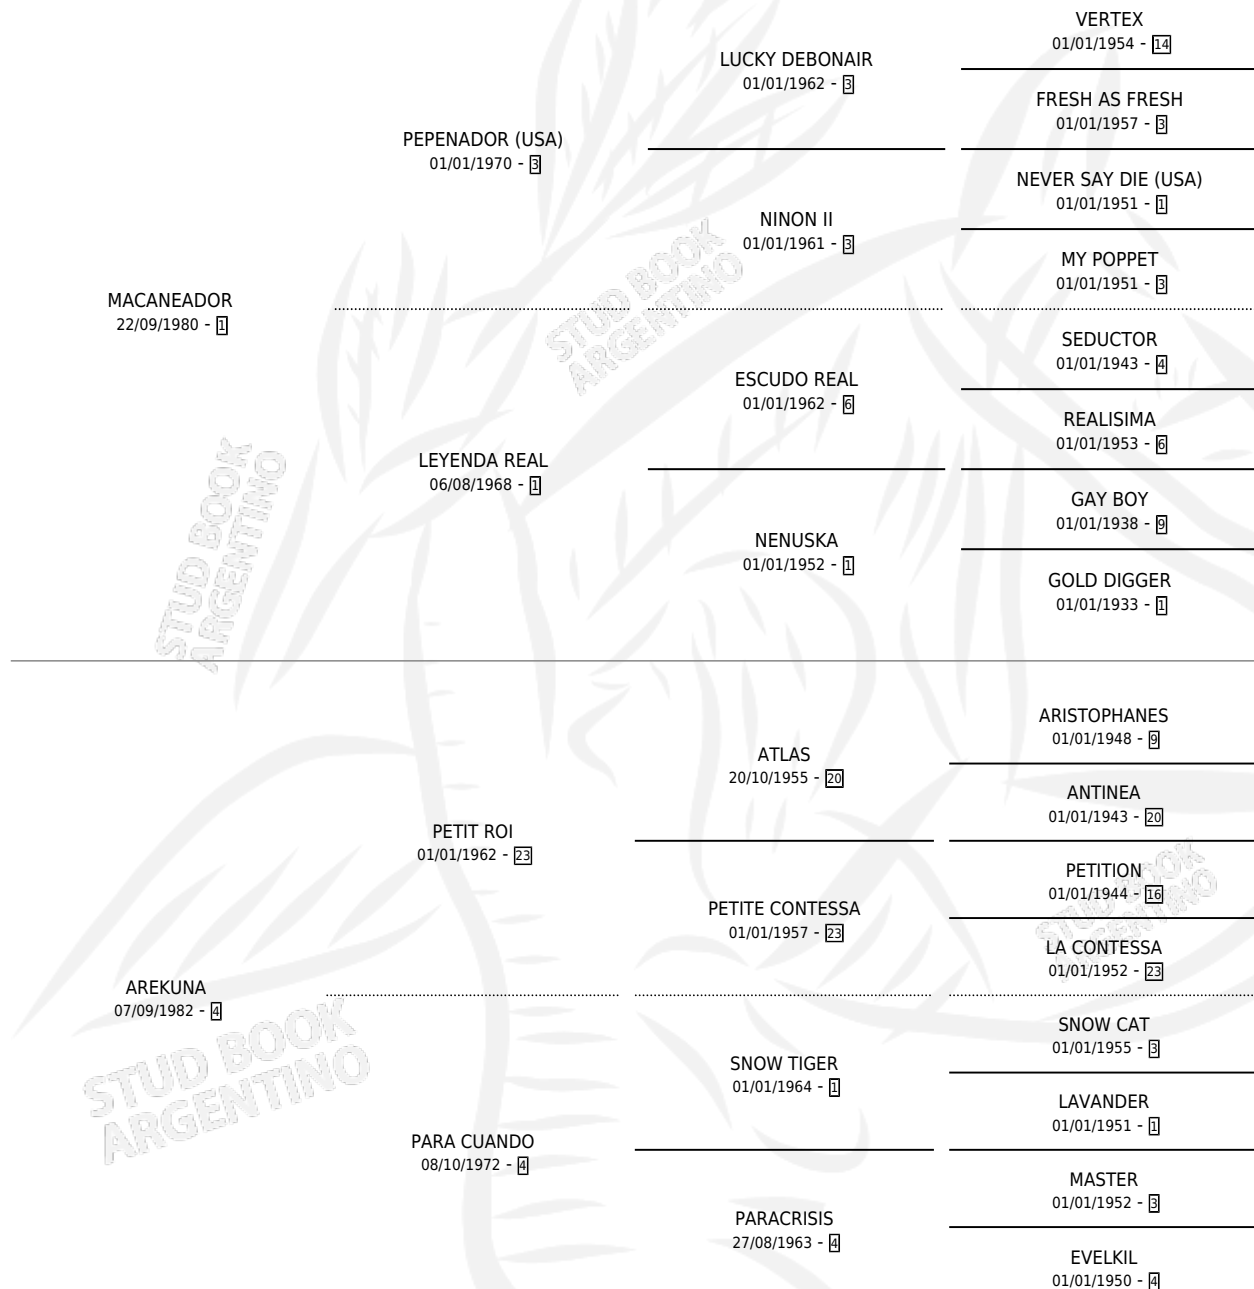 VERTEX
01/01/1954 - 14
LUCKY DEBONAIR
01/01/1962 - 3
FRESH AS FRESH
01/01/1957 - 3
PEPENADOR (USA)
01/01/1970 - 3
NEVER SAY DIE (USA)
01/01/1951 - 1
NINON II
01/01/1961 - 3
MY POPPET
01/01/1951 - 3
MACANEADOR
22/09/1980 - 1
SEDUCTOR
01/01/1943 - 4
ESCUDO REAL
01/01/1962 - 6
REALISIMA
01/01/1953 - 6
LEYENDA REAL
06/08/1968 - 1
GAY BOY
01/01/1938 - 9
NENUSKA
01/01/1952 - 1
GOLD DIGGER
01/01/1933 - 1
ARISTOPHANES
01/01/1948 - 9
ATLAS
20/10/1955 - 20
ANTINEA
01/01/1943 - 20
PETIT ROI
01/01/1962 - 23
PETITION
01/01/1944 - 16
PETITE CONTESSA
01/01/1957 - 23
LA CONTESSA
01/01/1952 - 23
AREKUNA
07/09/1982 - 4
SNOW CAT
01/01/1955 - 3
SNOW TIGER
01/01/1964 - 1
LAVANDER
01/01/1951 - 1
PARA CUANDO
08/10/1972 - 4
MASTER
01/01/1952 - 3
PARACRISIS
27/08/1963 - 4
EVELKIL
01/01/1950 - 4
STUD BOOK
ARGENTINO
STUD BOOK
ARGENTINO
STUD BOOK
ARGENTINO
STUD BOOK
ARGENTINO